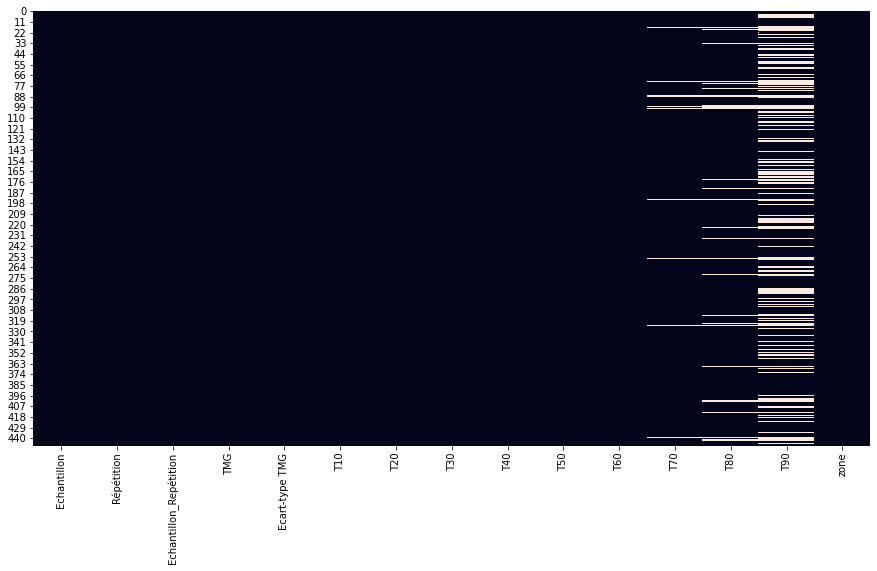 0
11
22
33
44
55
66
77
88
99
110
121
132
143
154
165
176
187
198
209
220
231
242
253
264
275
286
297
308
319
330
341
352
363
374
385
396
407
418
429
440
Echantillon
Répétition
Echantillon_Repétition
TMG
Ecart-type TMG
T10
T20
T30
T40
T50
T60
T70
T80
T90
zone